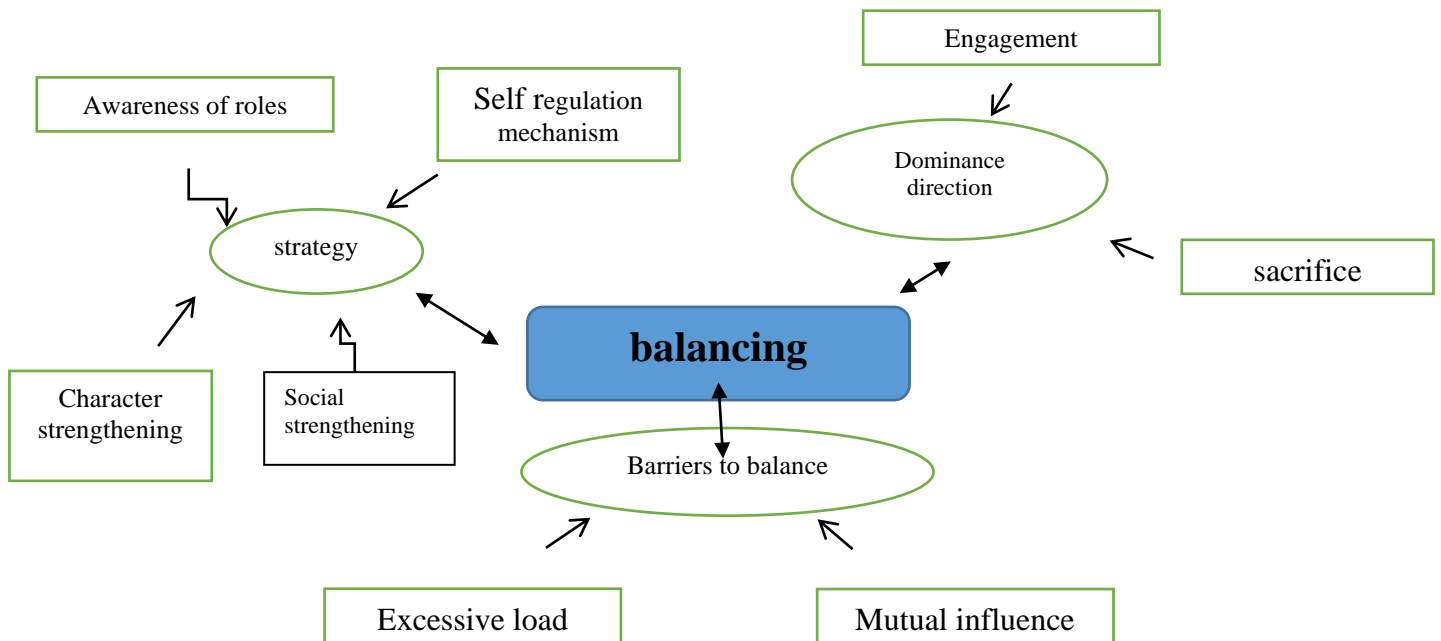 Engagement
Awareness of roles
Self regulation
mechanism
Dominance
direction
strategy
sacrifice
balancing
Character
strengthening
Social
strengthening
Barriers to balance
Excessive load
Mutual influence